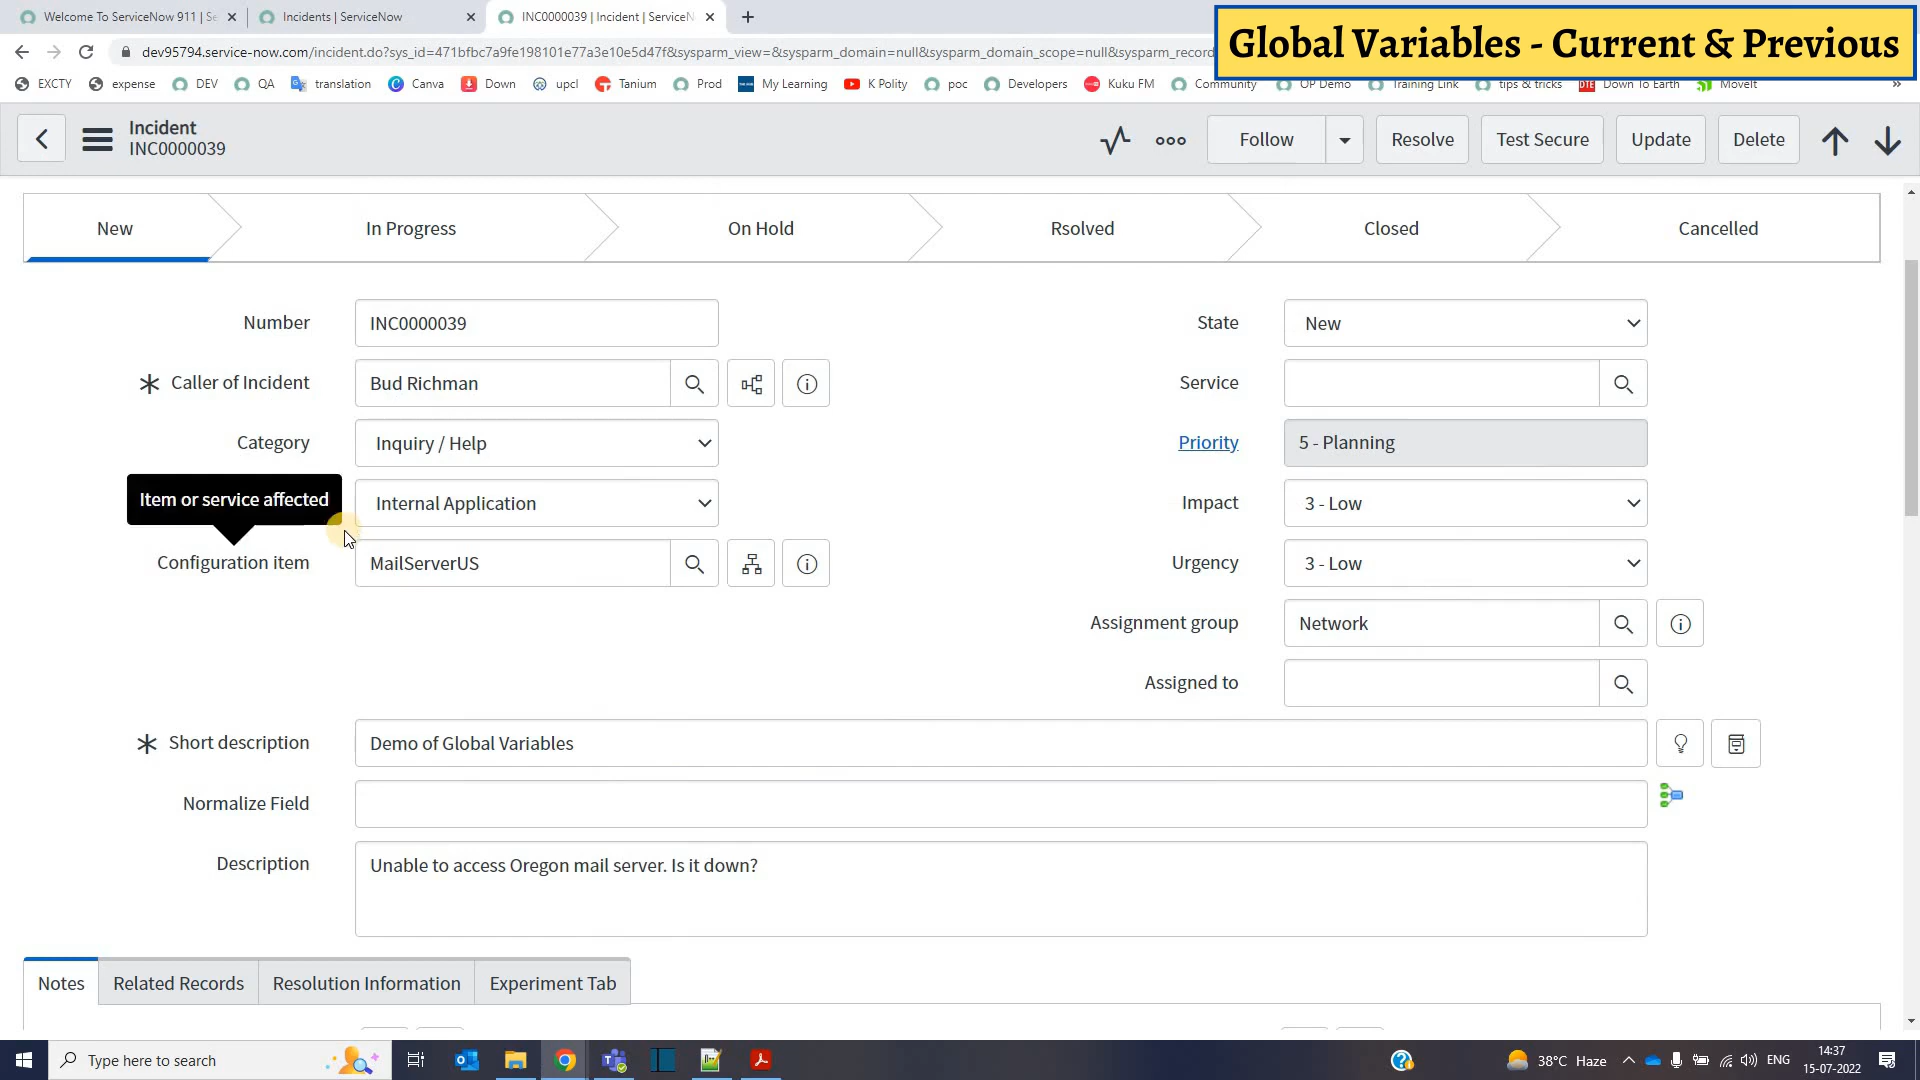 Welcome To ServiceNow 911 | Se
Incidents | ServiceNow
INC0000039 | Incident | ServiceN
Global Variables - Current & Previous
dev95794.service-now.com/incident.do?sys_id=471bfbc7a9fe198101e77a3e10e5d47f&sysparm_view=&sysparm_domain=null&sysparm_domain_scope=null&sysparm_record
EXCTY expense DEV QA translation Canva Down upcl Tanium Prod My Learning K Polity poc Developers Kuku FM Community OP Demo Training Link tips & tricks Down To Earth MoveIt »
Incident
INC0000039
Follow Resolve Test Secure Update Delete
New In Progress On Hold Rsolved Closed Cancelled
Number INC0000039 State New
Caller of Incident Bud Richman Service
Category Inquiry / Help Priority 5 - Planning
Item or service affected Internal Application Impact 3 - Low
Configuration item MailServerUS Urgency 3 - Low
Assignment group Network
Assigned to
Short description Demo of Global Variables
Normalize Field
Description Unable to access Oregon mail server. Is it down?
Notes Related Records Resolution Information Experiment Tab
Type here to search 38°C Haze ENG 14:37
15-07-2022